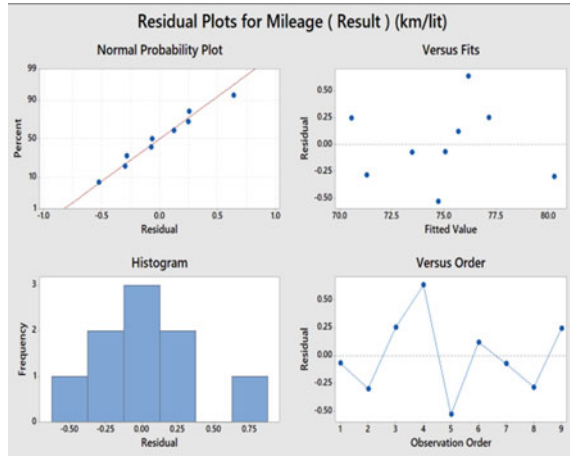 Residual Plots for Mileage ( Result ) (km/lit)
Normal Probability Plot
99
90
50
10
1
Percent
-1.0 -0.5 0.0 0.5 1.0
Residual
Versus Fits
0.50
0.25
0.00
-0.25
-0.50
Residual
70.0 72.5 75.0 77.5 80.0
Fitted Value
Histogram
3
2
1
0
Frequency
-0.50 -0.25 0.00 0.25 0.50 0.75
Residual
Versus Order
0.50
0.25
0.00
-0.25
-0.50
Residual
1 2 3 4 5 6 7 8 9
Observation Order